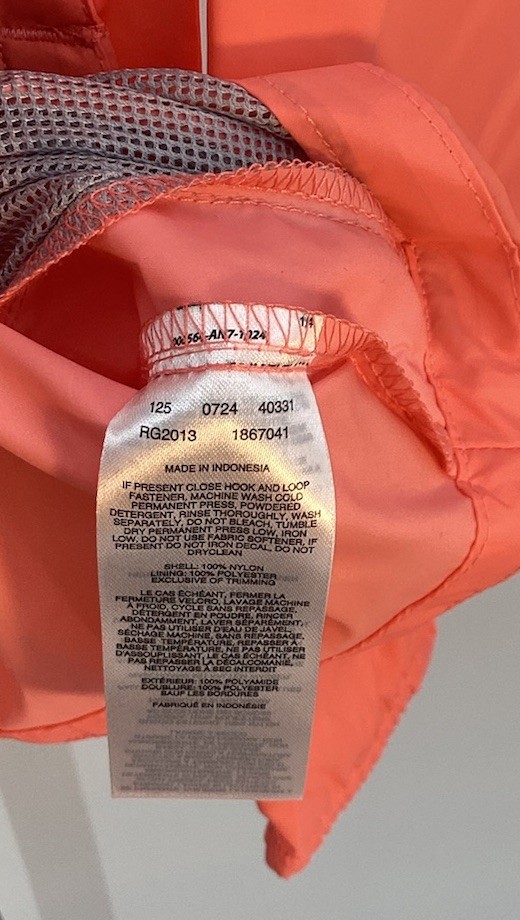 125 0724 40331
RG2013 1867041
MADE IN INDONESIA
IF PRESENT CLOSE HOOK AND LOOP
FASTENER, MACHINE WASH COLD
PERMANENT PRESS, POWDERED
DETERGENT, RINSE THOROUGHLY, WASH
SEPARATELY, DO NOT BLEACH, TUMBLE
DRY PERMANENT PRESS LOW, IRON
LOW. DO NOT USE FABRIC SOFTENER. IF
PRESENT DO NOT IRON DECAL, DO NOT
DRYCLEAN
SHELL: 100% NYLON
LINING: 100% POLYESTER
EXCLUSIVE OF TRIMMING
LE CAS ÉCHÉANT, FERMER LA
FERMETURE VELCRO, LAVAGE MACHINE
À FROID, CYCLE SANS REPASSAGE,
DÉTERGENT EN POUDRE, RINCER
ABONDAMMENT, LAVER SÉPARÉMENT,
NE PAS UTILISER D'EAU DE JAVEL,
SÉCHAGE MACHINE, SANS REPASSAGE,
BASSE TEMPÉRATURE, REPASSER À
BASSE TEMPÉRATURE, NE PAS UTILISER
D'ASSOUPLISSANT, LE CAS ÉCHÉANT, NE
PAS REPASSER LA DÉCALCOMANIE,
NETTOYAGE À SEC INTERDIT
EXTÉRIEUR: 100% POLYAMIDE
DOUBLURE: 100% POLYESTER
SAUF LES BORDURES
FABRIQUÉ EN INDONÉSIE